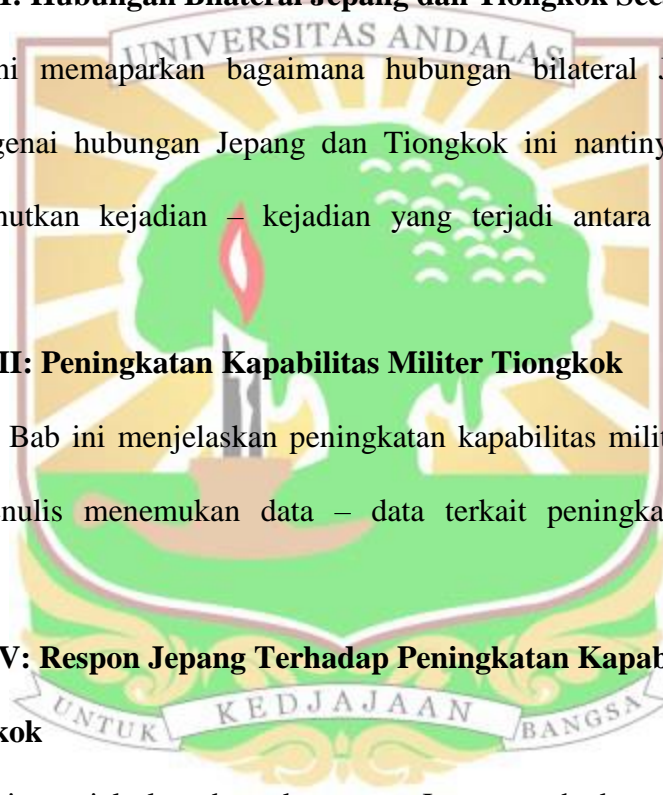 I: Hubungan Bilateral Jepang dan Tiongkok Sec
UNIVERSITAS ANDALAS
ni memaparkan bagaimana hubungan bilateral J
genai hubungan Jepang dan Tiongkok ini nantiny
nutkan kejadian – kejadian yang terjadi antara
II: Peningkatan Kapabilitas Militer Tiongkok
Bab ini menjelaskan peningkatan kapabilitas milit
enulis menemukan data – data terkait peningka
V: Respon Jepang Terhadap Peningkatan Kapab
UNTUK KEDJAJAAN BANGSA
kok